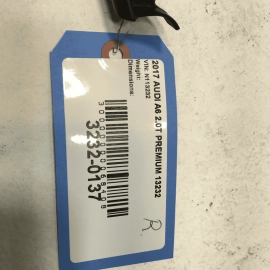 2017 AUDI A6 2.0T PREMIUM 13232
VIN: N113232
Weight:
Dimensions:
3232-0137
R